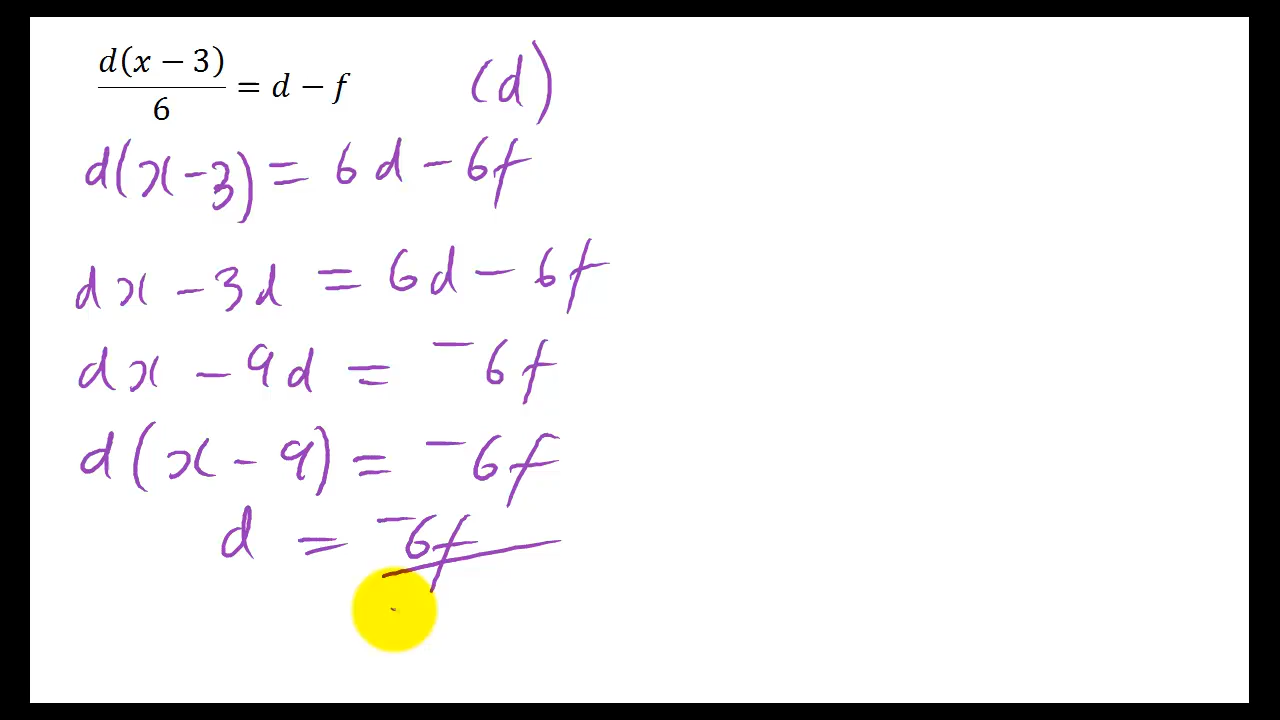 d(x − 3)/6 = d − f (d)
d(x-3) = 6d - 6f
dx - 3d = 6d - 6f
dx - 9d = ⁻6f
d(x - 9) = ⁻6f
d = ⁻6f